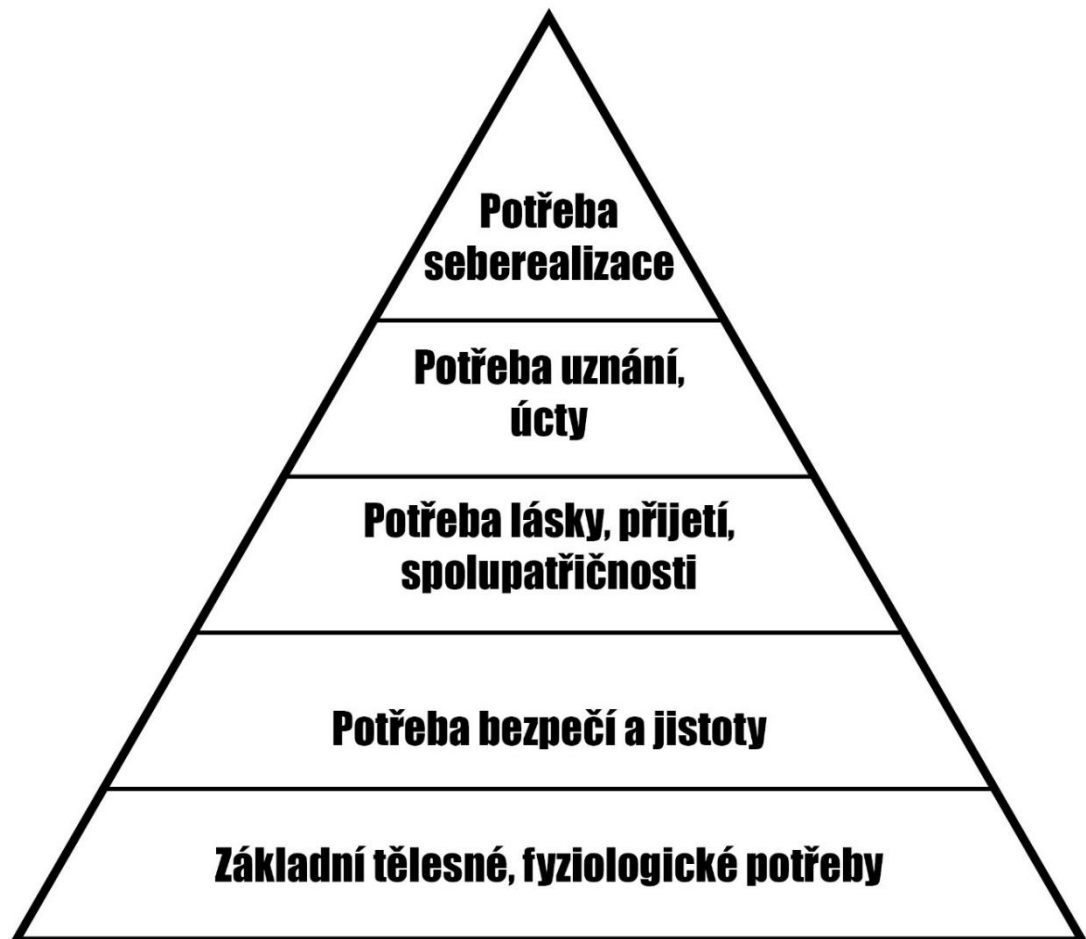 Potřeba
seberealizace
Potřeba uznání,
úcty
Potřeba lásky, přijetí,
spolupatřičnosti
Potřeba bezpečí a jistoty
Základní tělesné, fyziologické potřeby